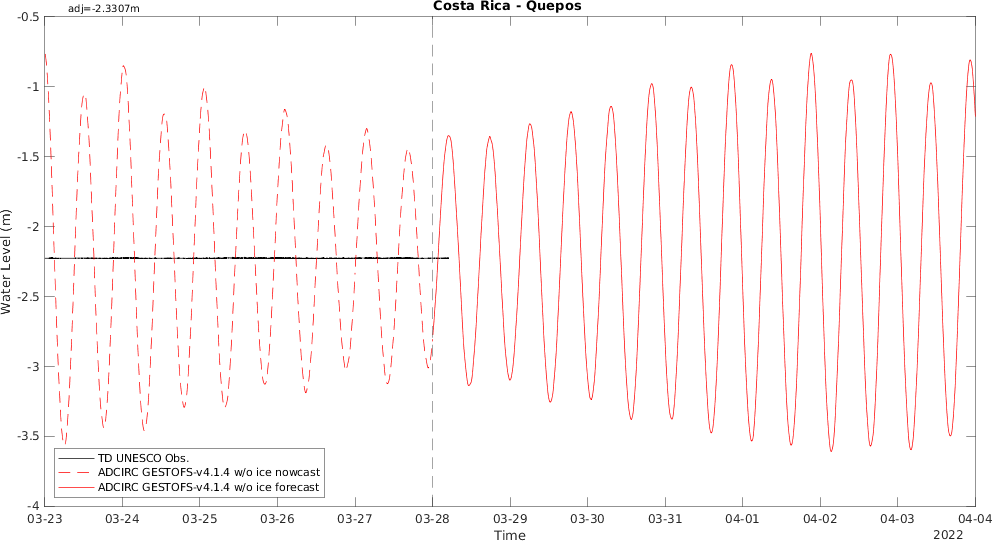 Costa Rica - Quepos
adj=-2.3307m
Water Level (m)
-0.5
-1
-1.5
-2
-2.5
-3
-3.5
-4
TD UNESCO Obs.
ADCIRC GESTOFS-v4.1.4 w/o ice nowcast
ADCIRC GESTOFS-v4.1.4 w/o ice forecast
03-23 03-24 03-25 03-26 03-27 03-28 03-29 03-30 03-31 04-01 04-02 04-03 04-04
Time
2022